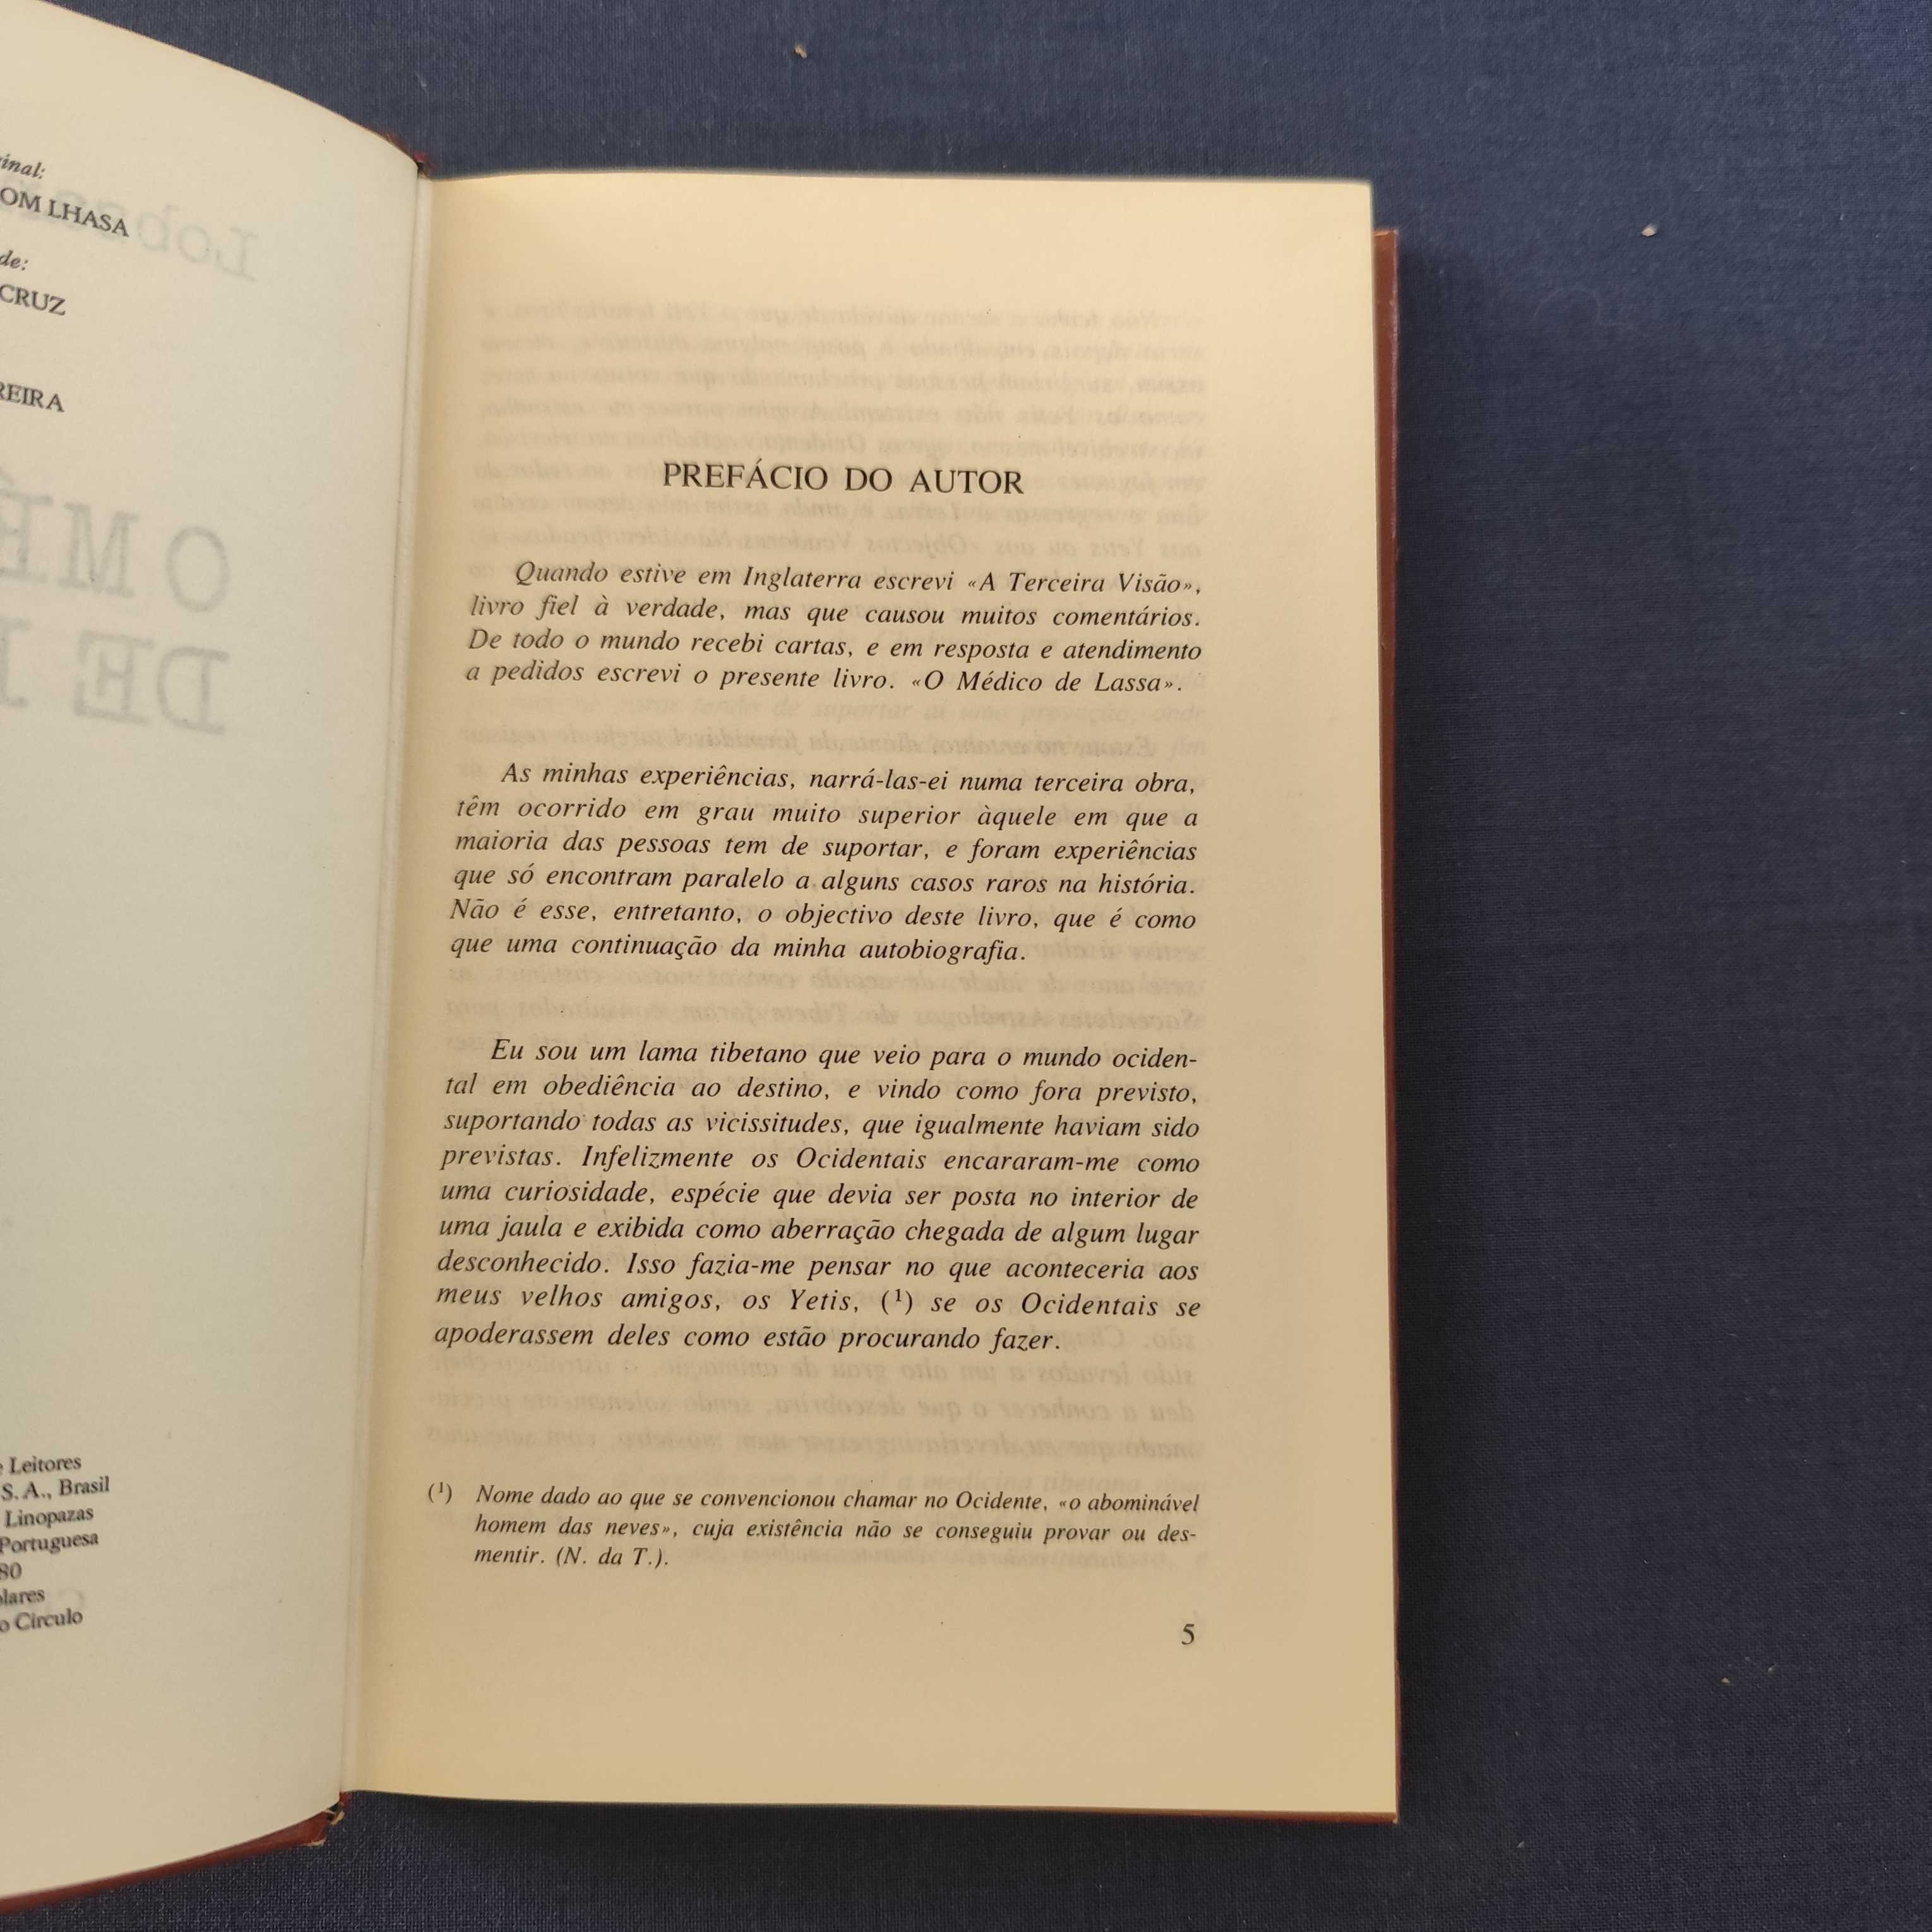 OM LHASA
de:
CRUZ
REIRA
Leitores
S. A., Brasil
Linopazas
Portuguesa
80
o Círculo
PREFÁCIO DO AUTOR
Quando estive em Inglaterra escrevi «A Terceira Visão»,
livro fiel à verdade, mas que causou muitos comentários.
De todo o mundo recebi cartas, e em resposta e atendimento
a pedidos escrevi o presente livro. «O Médico de Lassa».
As minhas experiências, narrá-las-ei numa terceira obra,
têm ocorrido em grau muito superior àquele em que a
maioria das pessoas tem de suportar, e foram experiências
que só encontram paralelo a alguns casos raros na história.
Não é esse, entretanto, o objectivo deste livro, que é como
que uma continuação da minha autobiografia.
Eu sou um lama tibetano que veio para o mundo ociden-
tal em obediência ao destino, e vindo como fora previsto,
suportando todas as vicissitudes, que igualmente haviam sido
previstas. Infelizmente os Ocidentais encararam-me como
uma curiosidade, espécie que devia ser posta no interior de
uma jaula e exibida como aberração chegada de algum lugar
desconhecido. Isso fazia-me pensar no que aconteceria aos
meus velhos amigos, os Yetis, (¹) se os Ocidentais se
apoderassem deles como estão procurando fazer.
(¹) Nome dado ao que se convencionou chamar no Ocidente, «o abominável
homem das neves», cuja existência não se conseguiu provar ou des-
mentir. (N. da T.).
5